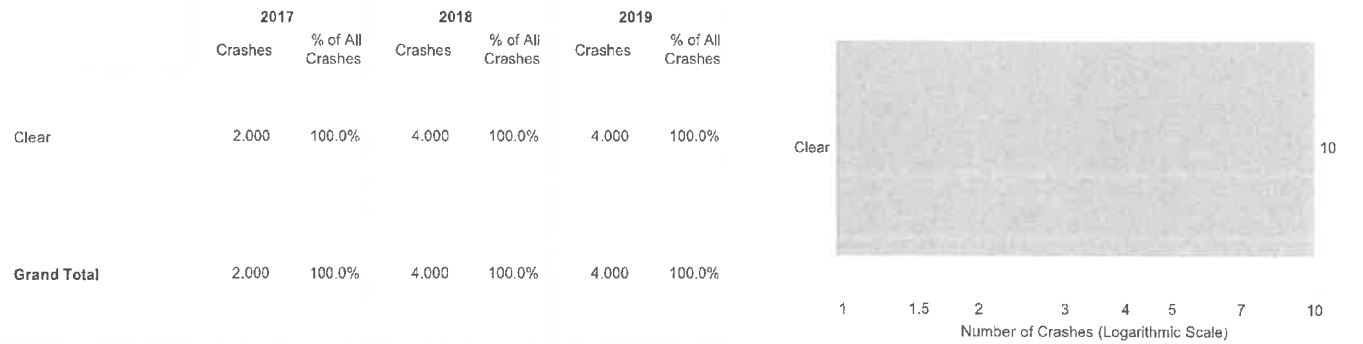 2017 2018 2019
Crashes % of All Crashes Crashes % of All Crashes Crashes % of All Crashes
Clear 2.000 100.0% 4.000 100.0% 4.000 100.0%
Grand Total 2.000 100.0% 4.000 100.0% 4.000 100.0%
Clear 10
1 1.5 2 3 4 5 7 10
Number of Crashes (Logarithmic Scale)